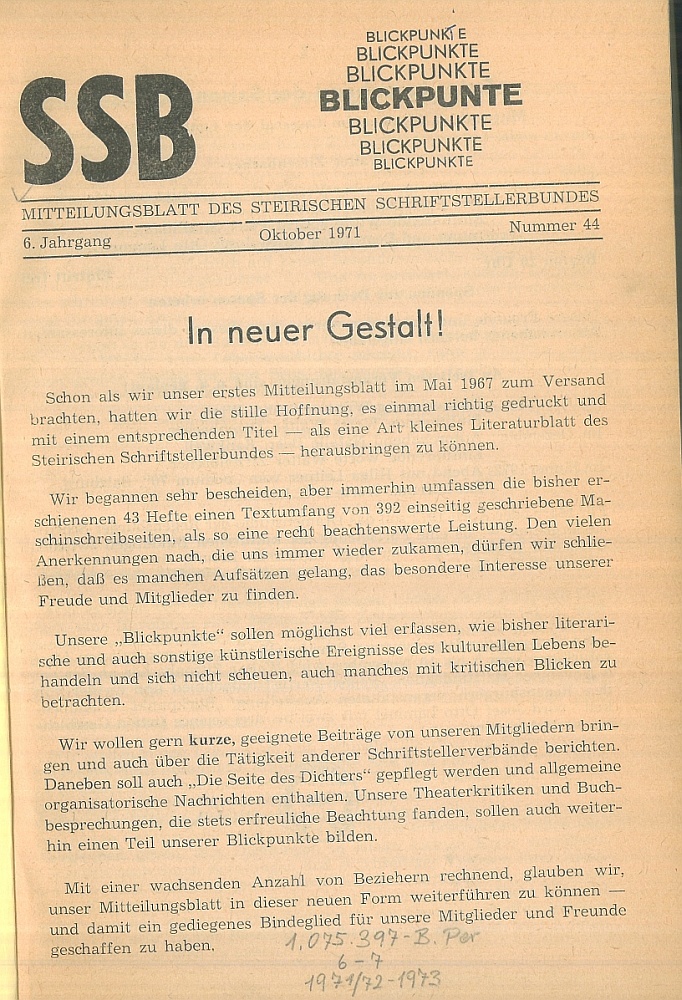 SSB
BLICKPUNKTE
BLICKPUNKTE
BLICKPUNKTE
BLICKPUNTE
BLICKPUNKTE
BLICKPUNKTE
BLICKPUNKTE
MITTEILUNGSBLATT DES STEIRISCHEN SCHRIFTSTELLERBUNDES
6. Jahrgang Oktober 1971 Nummer 44
In neuer Gestalt!
Schon als wir unser erstes Mitteilungsblatt im Mai 1967 zum Versand
brachten, hatten wir die stille Hoffnung, es einmal richtig gedruckt und
mit einem entsprechenden Titel — als eine Art kleines Literaturblatt des
Steirischen Schriftstellerbundes — herausbringen zu können.
Wir begannen sehr bescheiden, aber immerhin umfassen die bisher er-
schienenen 43 Hefte einen Textumfang von 392 einseitig geschriebene Ma-
schinschreibseiten, als so eine recht beachtenswerte Leistung. Den vielen
Anerkennungen nach, die uns immer wieder zukamen, dürfen wir schlie-
ßen, daß es manchen Aufsätzen gelang, das besondere Interesse unserer
Freude und Mitglieder zu finden.
Unsere „Blickpunkte“ sollen möglichst viel erfassen, wie bisher literari-
sche und auch sonstige künstlerische Ereignisse des kulturellen Lebens be-
handeln und sich nicht scheuen, auch manches mit kritischen Blicken zu
betrachten.
Wir wollen gern kurze, geeignete Beiträge von unseren Mitgliedern brin-
gen und auch über die Tätigkeit anderer Schriftstellerverbände berichten.
Daneben soll auch „Die Seite des Dichters“ gepflegt werden und allgemeine
organisatorische Nachrichten enthalten. Unsere Theaterkritiken und Buch-
besprechungen, die stets erfreuliche Beachtung fanden, sollen auch weiter-
hin einen Teil unserer Blickpunkte bilden.
Mit einer wachsenden Anzahl von Beziehern rechnend, glauben wir,
unser Mitteilungsblatt in dieser neuen Form weiterführen zu können —
und damit ein gediegenes Bindeglied für unsere Mitglieder und Freunde
geschaffen zu haben.
1,075.397-B. Per
6-7
1971/72-1973